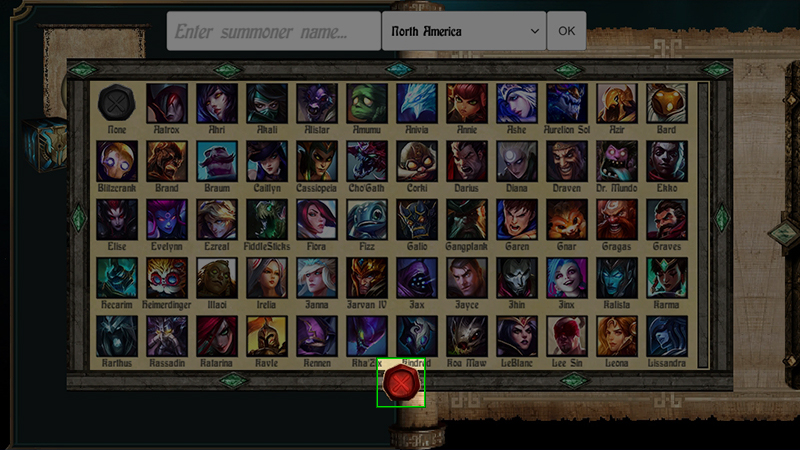 Enter summoner name...
North America
OK
None Aatrox Ahri Akali Alistar Amumu Anivia Annie Ashe Aurelion Sol Azir Bard
Blitzcrank Brand Braum Caitlyn Cassiopeia Cho'Gath Corki Darius Diana Draven Dr. Mundo Ekko
Elise Evelynn Ezreal FiddleSticks Fiora Fizz Galio Gangplank Garen Gnar Gragas Graves
Hecarim Heimerdinger Illaoi Irelia Janna Jarvan IV Jax Jayce Jhin Jinx Kalista Karma
Karthus Kassadin Katarina Kayle Kennen Kha'Zix Kindred Kog Maw LeBlanc Lee Sin Leona Lissandra